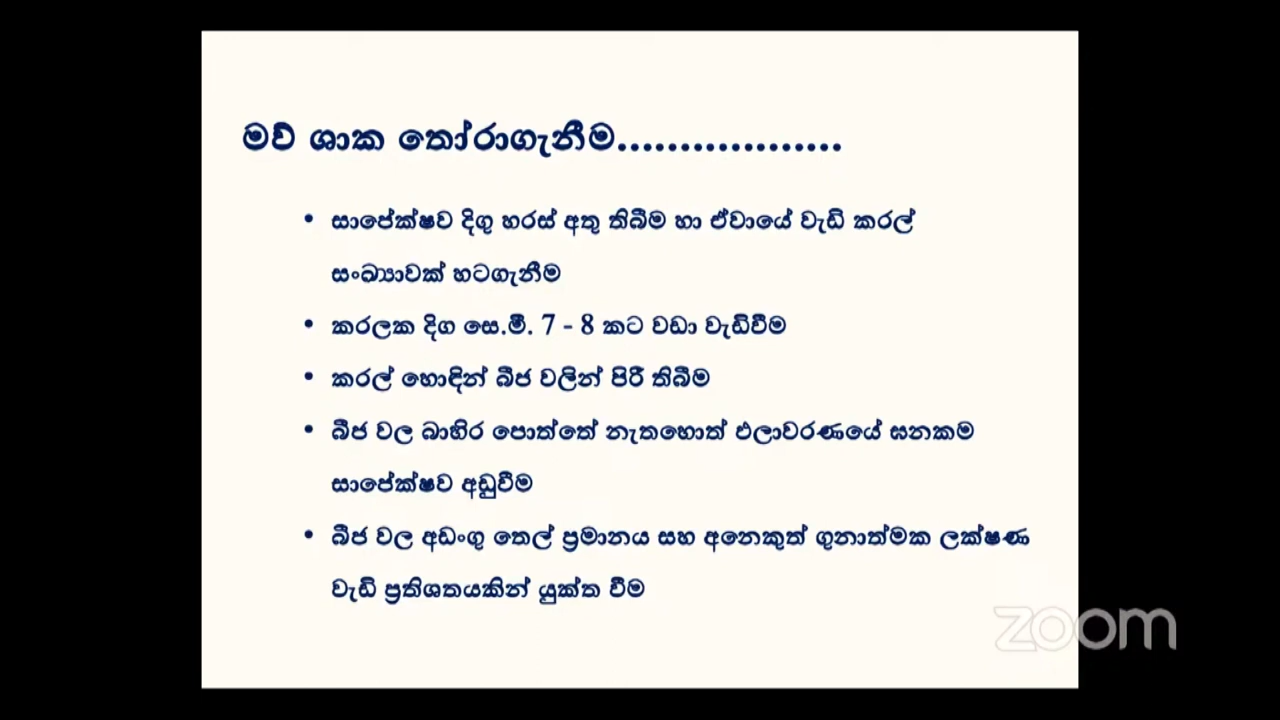 මව් ශාක තෝරාගැනීම..................
• සාපේක්ෂව දිගු හරස් අතු තිබීම හා ඒවායේ වැඩි කරල්
සංඛ්‍යාවක් හටගැනීම
• කරලක දිග සෙ.මී. 7 - 8 කට වඩා වැඩිවීම
• කරල් හොඳින් බීජ වලින් පිරී තිබීම
• බීජ වල බාහිර පොත්තේ නැතහොත් ඵලාවරණයේ ඝනකම
සාපේක්ෂව අඩුවීම
• බීජ වල අඩංගු තෙල් ප්‍රමානය සහ අනෙකුත් ගුනාත්මක ලක්ෂණ
වැඩි ප්‍රතිශතයකින් යුක්ත වීම
zoom